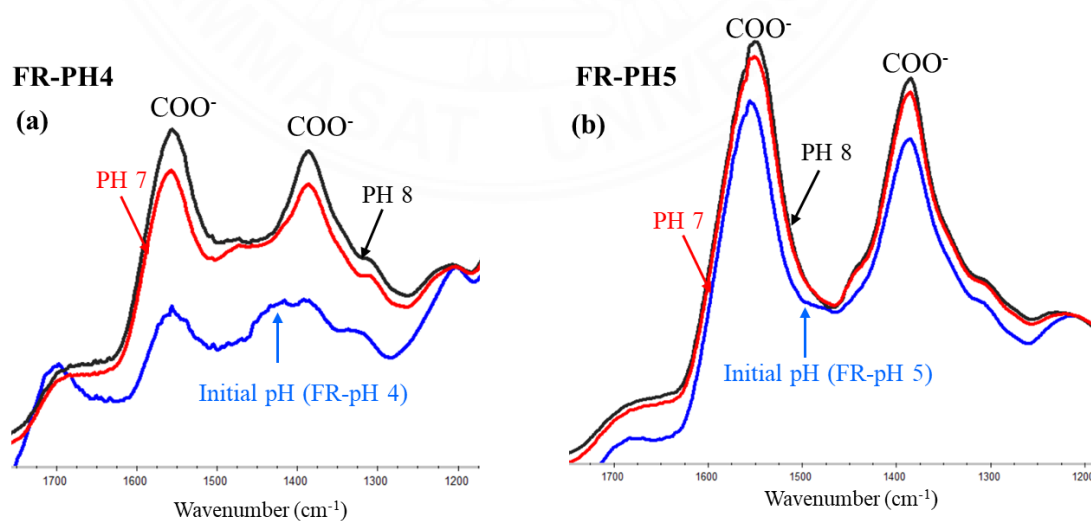 MMASAT UNIVERS
FR-PH4
(a)
COO⁻
COO⁻
PH 7
PH 8
Initial pH (FR-pH 4)
1700 1600 1500 1400 1300 1200
Wavenumber (cm⁻¹)
FR-PH5
(b)
COO⁻
COO⁻
PH 8
PH 7
Initial pH (FR-pH 5)
1700 1600 1500 1400 1300 1200
Wavenumber (cm⁻¹)